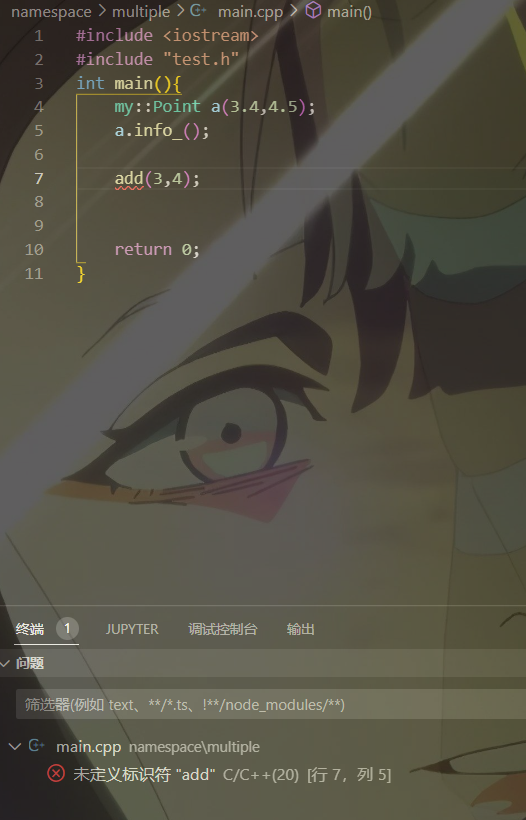 namespace > multiple > C++ main.cpp > main()
1 #include <iostream>
2 #include "test.h"
3 int main(){
4     my::Point a(3.4,4.5);
5     a.info_();
6
7     add(3,4);
8
9
10     return 0;
11 }
终端 1 JUPYTER 调试控制台 输出
问题
筛选器(例如 text、**/*.ts、!**/node_modules/**)
C++ main.cpp namespace\multiple
未定义标识符 "add" C/C++(20) [行 7，列 5]